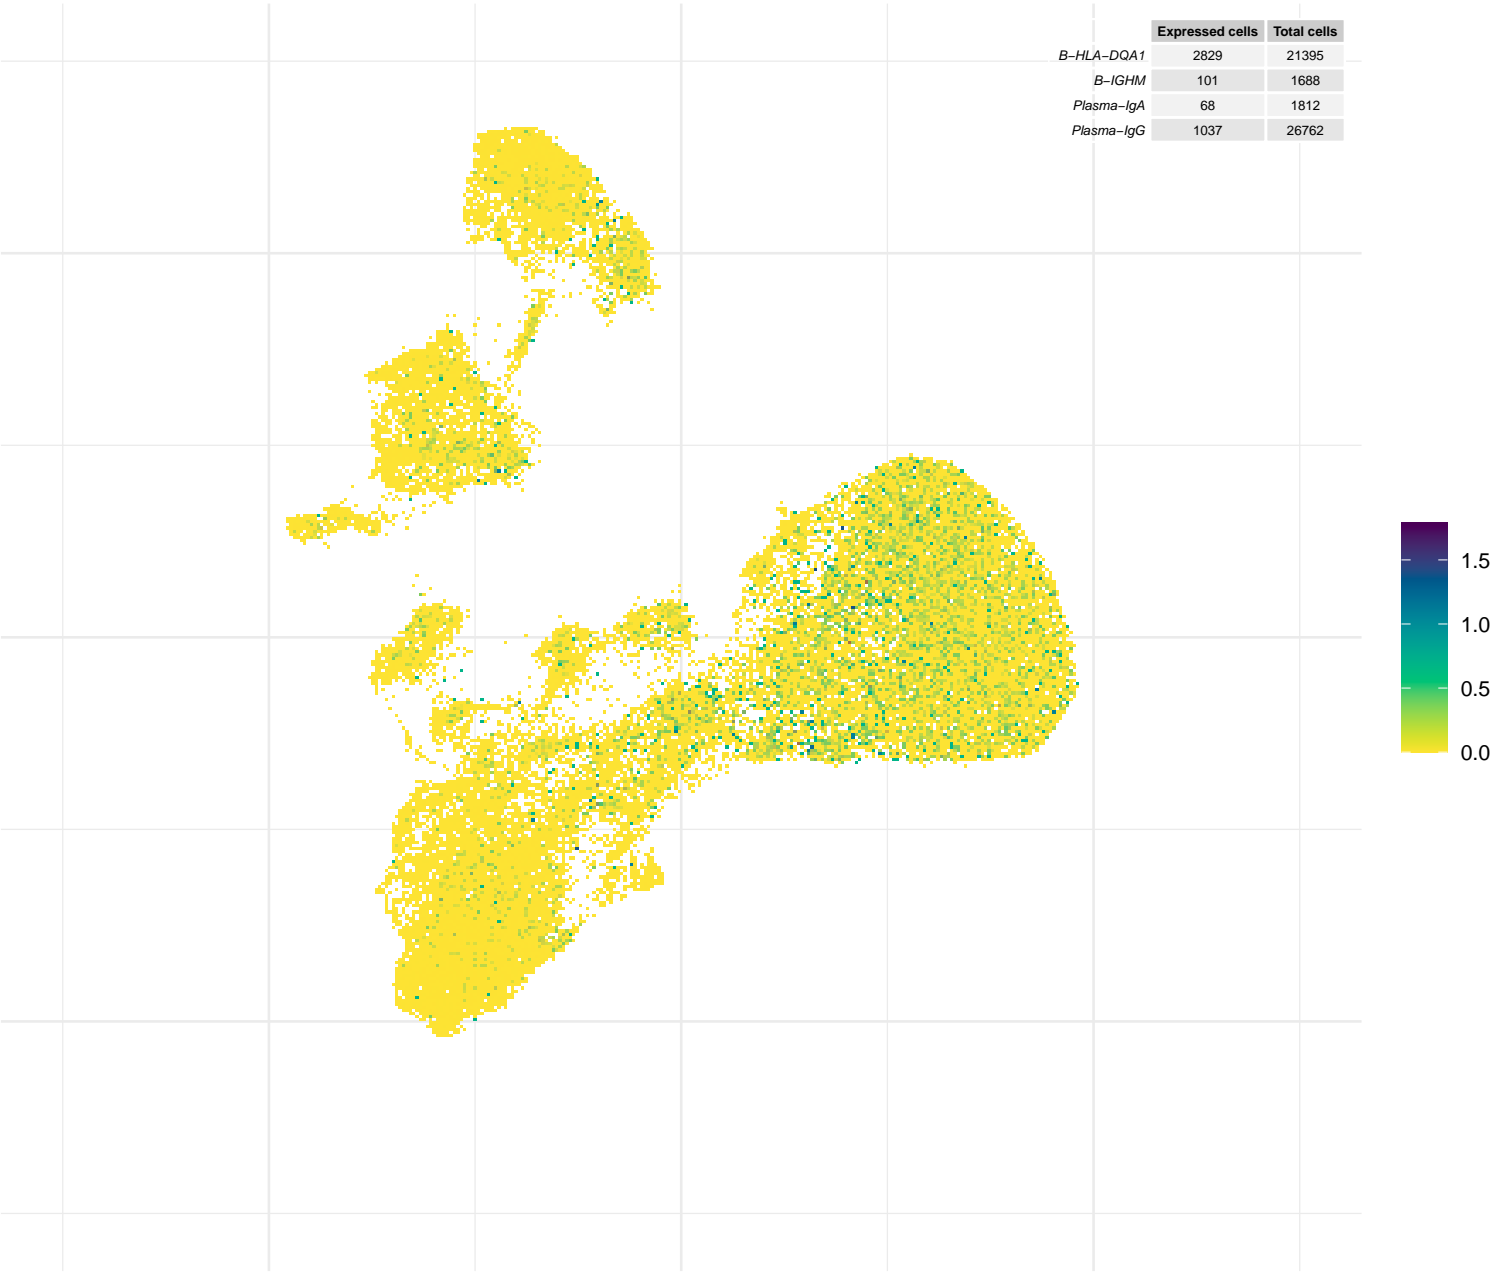 Expressed cells Total cells
B−HLA−DQA1 2829 21395
B−IGHM 101 1688
Plasma−IgA 68 1812
Plasma−IgG 1037 26762
1.5
1.0
0.5
0.0